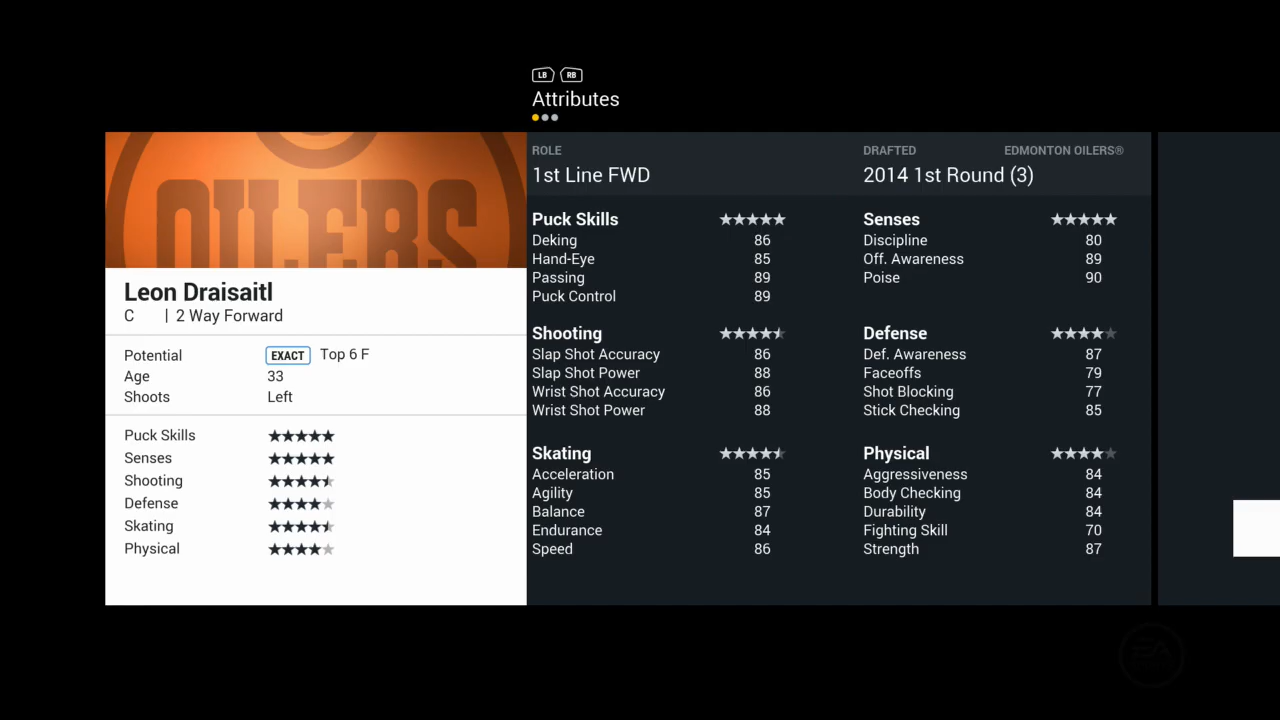 LB RB
Attributes
OILERS
Leon Draisaitl
C | 2 Way Forward
Potential EXACT Top 6 F
Age 33
Shoots Left
Puck Skills ★★★★★
Senses ★★★★★
Shooting
Defense
Skating
Physical
ROLE
1st Line FWD
DRAFTED EDMONTON OILERS®
2014 1st Round (3)
Puck Skills
Deking 86
Hand-Eye 85
Passing 89
Puck Control 89
Senses
Discipline 80
Off. Awareness 89
Poise 90
Shooting
Slap Shot Accuracy 86
Slap Shot Power 88
Wrist Shot Accuracy 86
Wrist Shot Power 88
Defense
Def. Awareness 87
Faceoffs 79
Shot Blocking 77
Stick Checking 85
Skating
Acceleration 85
Agility 85
Balance 87
Endurance 84
Speed 86
Physical
Aggressiveness 84
Body Checking 84
Durability 84
Fighting Skill 70
Strength 87
EA